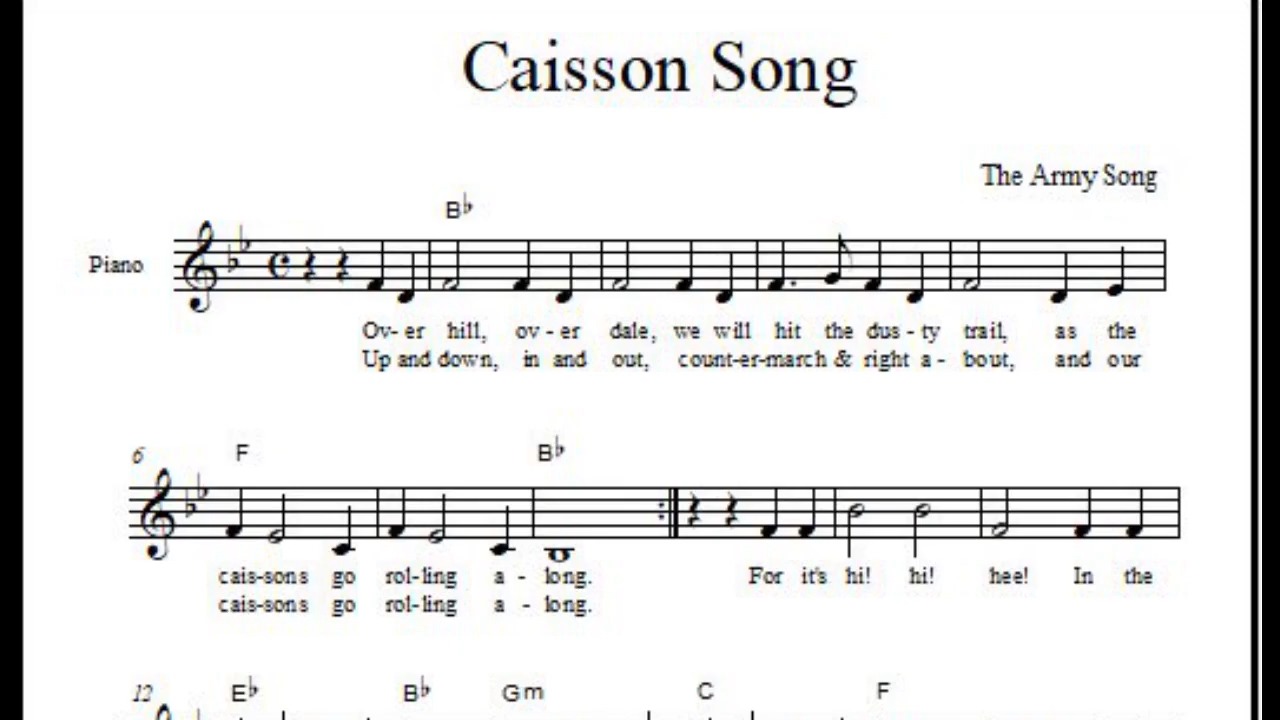 Caisson Song
The Army Song
B♭
Piano
Ov- er hill, ov - er dale, we will hit the dus - ty trail, as the
Up and down, in and out, count-er-march & right a - bout, and our
6 F B♭
cais-sons go rol-ling a - long. For it's hi! hi! hee! In the
cais-sons go rol-ling a - long.
12 E♭ B♭ Gm C F